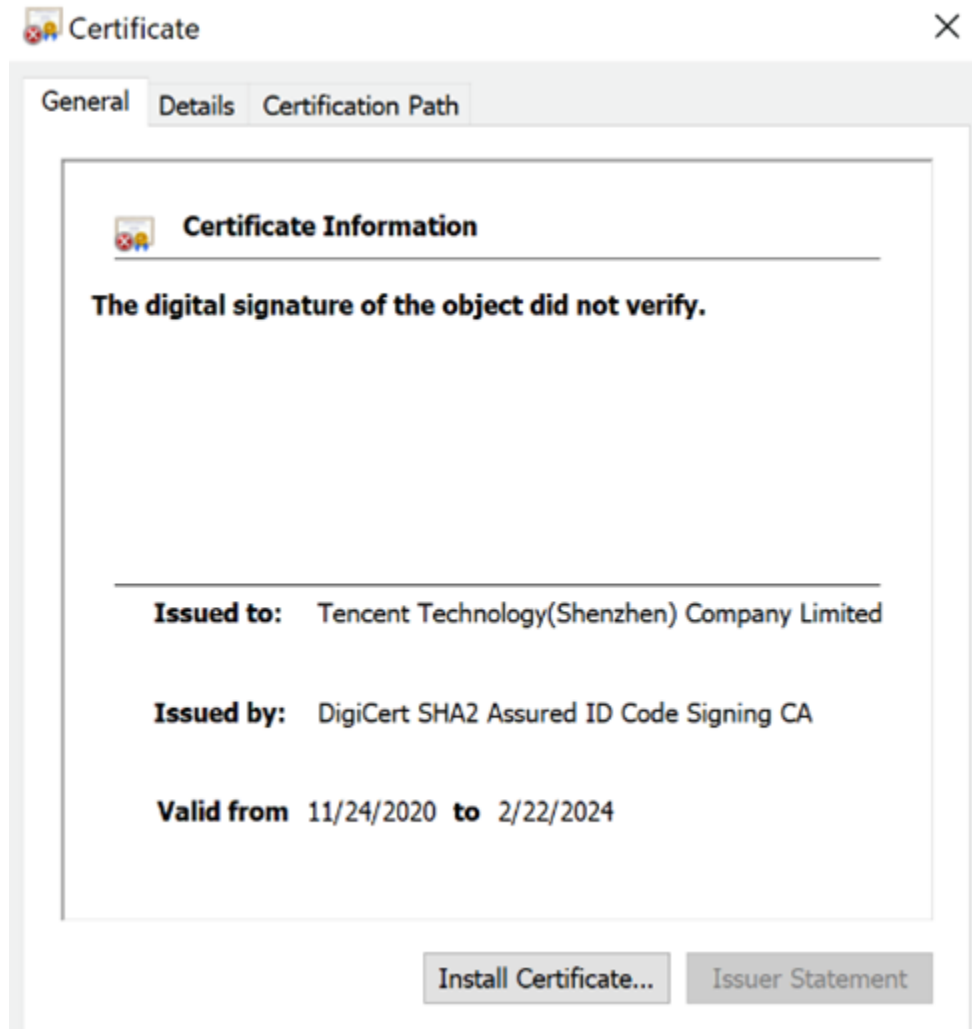 Certificate
General Details Certification Path
Certificate Information
The digital signature of the object did not verify.
Issued to: Tencent Technology(Shenzhen) Company Limited
Issued by: DigiCert SHA2 Assured ID Code Signing CA
Valid from 11/24/2020 to 2/22/2024
Install Certificate... Issuer Statement